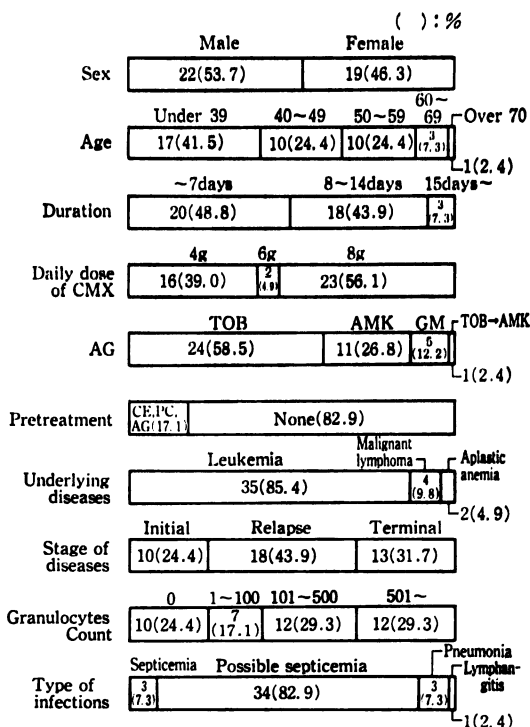 ( ) : %
Male Female
Sex 22(53.7) 19(46.3)
60~
Under 39 40~49 50~59 69 Over 70
Age 17(41.5) 10(24.4) 10(24.4) 3 (7.3)
1(2.4)
~7days 8~14days 15days~
Duration 20(48.8) 18(43.9) 3 (7.3)
4g 6g 8g
Daily dose of CMX 16(39.0) 2 (4.9) 23(56.1)
TOB AMK GM TOB→AMK
AG 24(58.5) 11(26.8) 5 (12.2)
1(2.4)
Pretreatment CE,PC, AG(17.1) None(82.9)
Leukemia Malignant lymphoma Aplastic anemia
Underlying diseases 35(85.4) 4 (9.8)
2(4.9)
Initial Relapse Terminal
Stage of diseases 10(24.4) 18(43.9) 13(31.7)
0 1~100 101~500 501~
Granulocytes Count 10(24.4) 7 (17.1) 12(29.3) 12(29.3)
Septicemia Possible septicemia Pneumonia Lymphan-
gitis
Type of infections 3 (7.3) 34(82.9) 3 (7.3)
1(2.4)